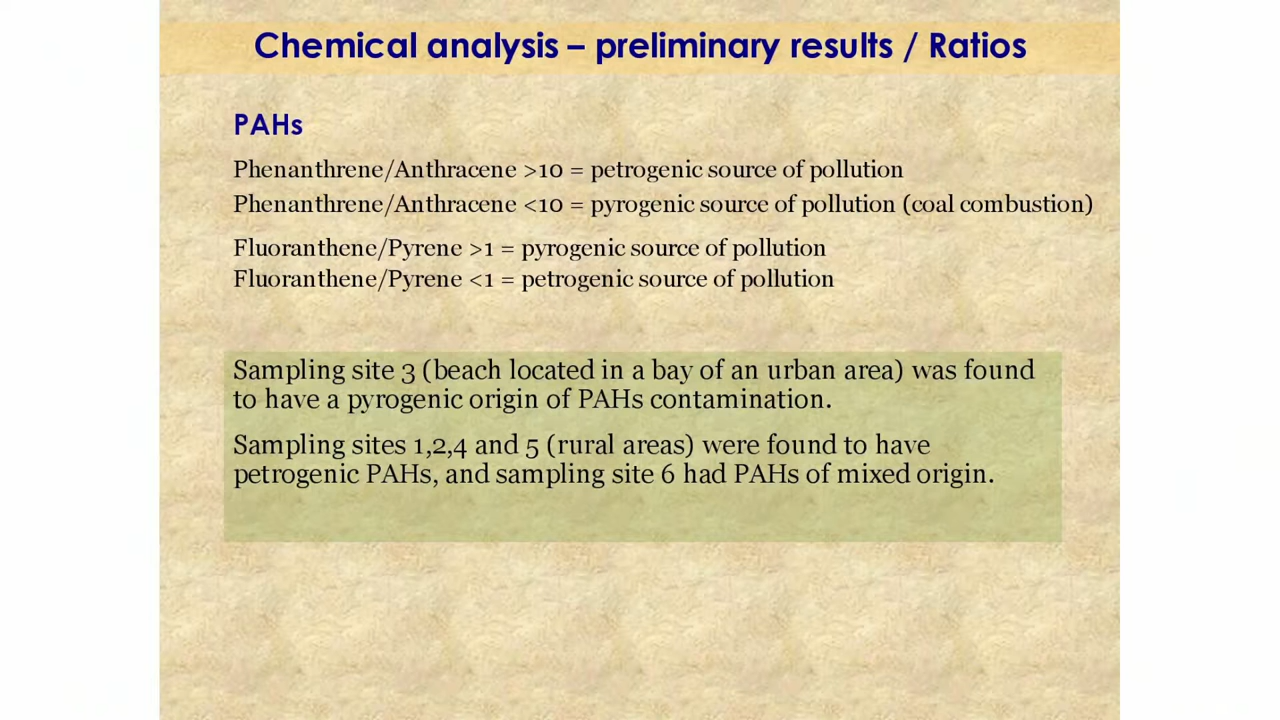 Chemical analysis – preliminary results / Ratios
PAHs
Phenanthrene/Anthracene >10 = petrogenic source of pollution
Phenanthrene/Anthracene <10 = pyrogenic source of pollution (coal combustion)
Fluoranthene/Pyrene >1 = pyrogenic source of pollution
Fluoranthene/Pyrene <1 = petrogenic source of pollution
Sampling site 3 (beach located in a bay of an urban area) was found
to have a pyrogenic origin of PAHs contamination.
Sampling sites 1,2,4 and 5 (rural areas) were found to have
petrogenic PAHs, and sampling site 6 had PAHs of mixed origin.